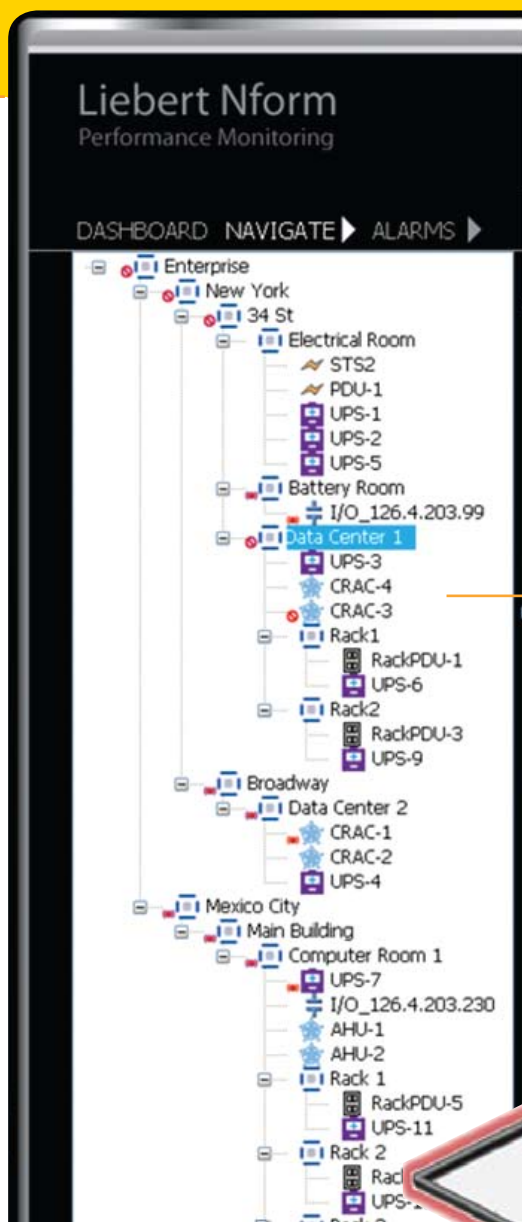 Liebert Nform
Performance Monitoring
DASHBOARD NAVIGATE ALARMS
Enterprise
New York
34 St
Electrical Room
STS2
PDU-1
UPS-1
UPS-2
UPS-5
Battery Room
I/O_126.4.203.99
Data Center 1
UPS-3
CRAC-4
CRAC-3
Rack1
RackPDU-1
UPS-6
Rack2
RackPDU-3
UPS-9
Broadway
Data Center 2
CRAC-1
CRAC-2
UPS-4
Mexico City
Main Building
Computer Room 1
UPS-7
I/O_126.4.203.230
AHU-1
AHU-2
Rack 1
RackPDU-5
UPS-11
Rack 2